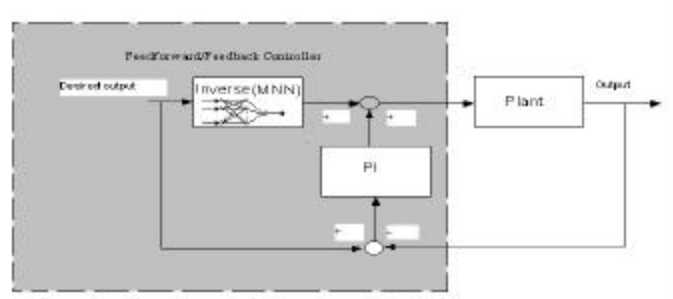 Feedforward/Feedback Controller
Desired output
Inverse(MNN)
Plant
Output
+
+
PI
+
-